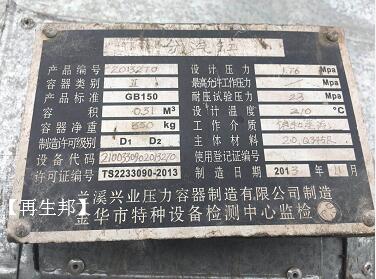 分汽缸
产品编号 2013270 设计压力 1.76 Mpa
容器类别 II 最高允许工作压力 Mpa
产品标准 GB150 耐压试验压力 2.3 Mpa
容积 0.31 M³ 设计温度 210 ℃
容器净重 350 kg 工作介质
制造许可级别 D1 D2 主体材料 20,Q345R
设备代码 使用登记证编号
许可证编号 TS2233090-2013 制造日期 2013 年 11 月
【再生邦】
兰溪兴业压力容器制造有限公司制造
金华市特种设备检测中心监检